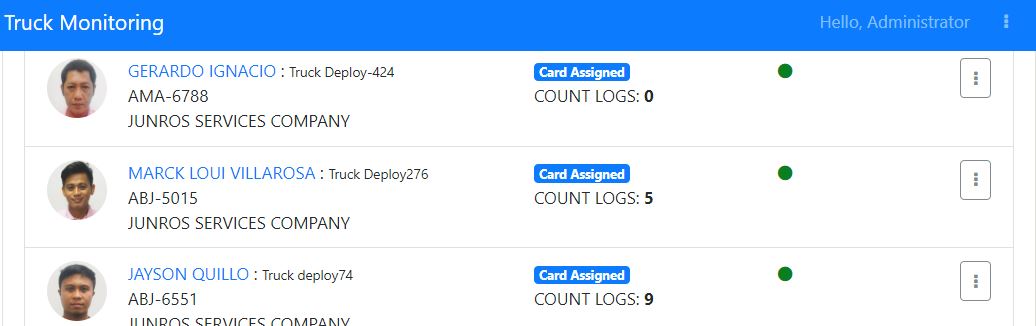 Truck Monitoring
Hello, Administrator
GERARDO IGNACIO : Truck Deploy-424
AMA-6788
JUNROS SERVICES COMPANY
Card Assigned
COUNT LOGS: 0
MARCK LOUI VILLAROSA : Truck Deploy276
ABJ-5015
JUNROS SERVICES COMPANY
Card Assigned
COUNT LOGS: 5
JAYSON QUILLO : Truck deploy74
ABJ-6551
JUNROS SERVICES COMPANY
Card Assigned
COUNT LOGS: 9